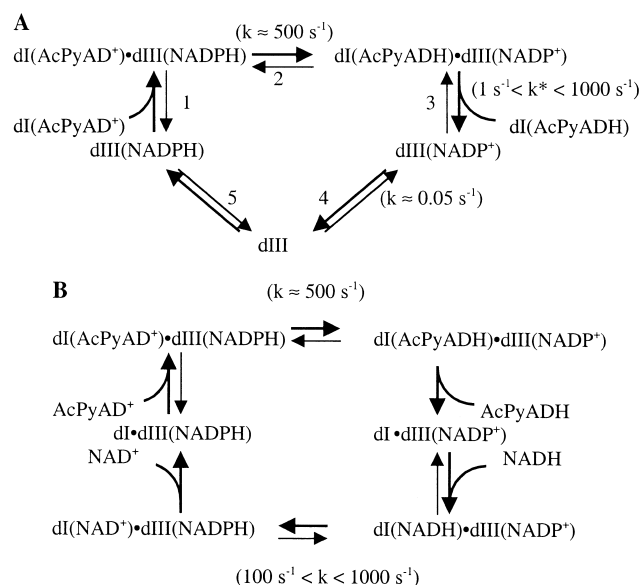 A
(k ≈ 500 s⁻¹)
dI(AcPyAD⁺)•dIII(NADPH) dI(AcPyADH)•dIII(NADP⁺)
2
1 3 (1 s⁻¹< k* < 1000 s⁻¹)
dI(AcPyAD⁺) dI(AcPyADH)
dIII(NADPH) dIII(NADP⁺)
5 4 (k ≈ 0.05 s⁻¹)
dIII
B
(k ≈ 500 s⁻¹)
dI(AcPyAD⁺)•dIII(NADPH) dI(AcPyADH)•dIII(NADP⁺)
AcPyAD⁺ AcPyADH
dI•dIII(NADPH) dI•dIII(NADP⁺)
NAD⁺ NADH
dI(NAD⁺)•dIII(NADPH) dI(NADH)•dIII(NADP⁺)
(100 s⁻¹ < k < 1000 s⁻¹)